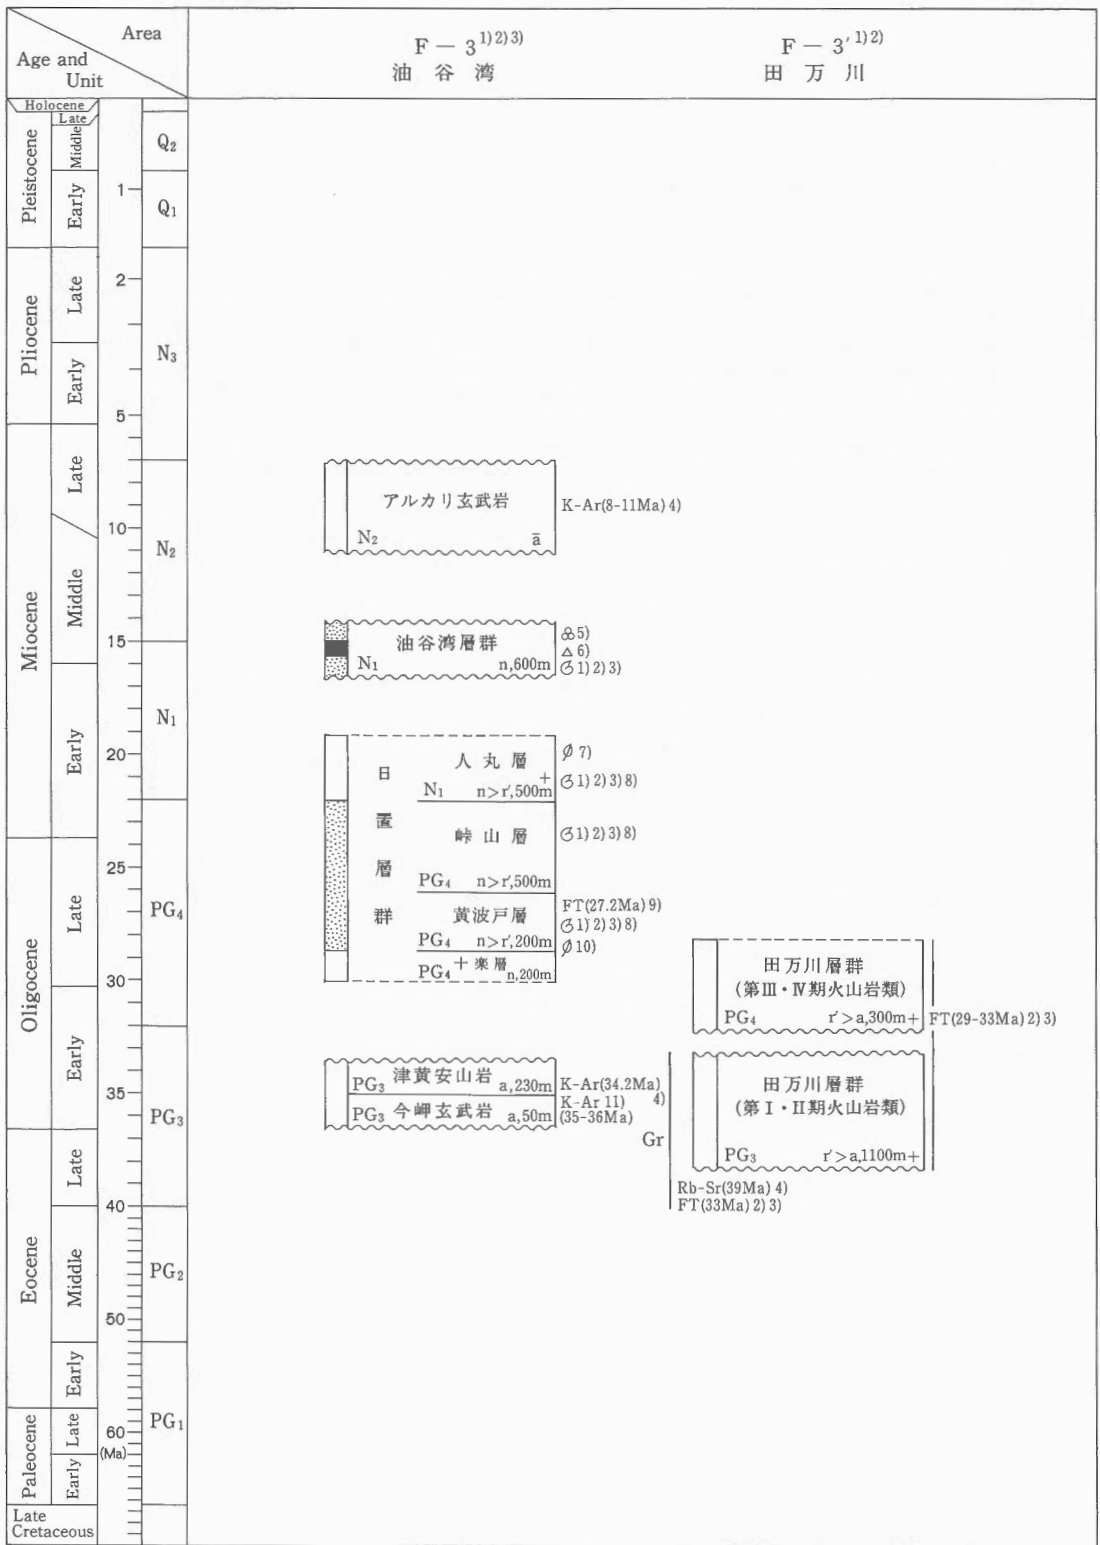 Area
Age and
Unit
F－3 1) 2) 3)
油谷湾
F－3′ 1) 2)
田万川
Holocene
Late
Pleistocene
Middle
Early
Q2
1
Q1
Pliocene
Late
Early
2
N3
5
Miocene
Late
Middle
Early
10
N2
15
N1
20
Oligocene
Late
Early
25
PG4
30
35
PG3
Eocene
Late
Middle
Early
40
PG2
50
Paleocene
Late
Early
PG1
60
(Ma)
Late
Cretaceous
アルカリ玄武岩
N2 ā
K-Ar(8-11Ma) 4)
油谷湾層群
N1 n,600m
5)
△ 6)
1) 2) 3)
日置層群
人丸層
N1 n>r′,500m+
7)
1) 2) 3) 8)
峠山層
PG4 n>r′,500m
1) 2) 3) 8)
黄波戸層
PG4 n>r′,200m
FT(27.2Ma) 9)
1) 2) 3) 8)
10)
十楽層
PG4 n,200m
PG3 津黄安山岩 a,230m
K-Ar(34.2Ma) 4)
PG3 今岬玄武岩 a,50m
K-Ar 11)
(35-36Ma)
田万川層群
(第Ⅲ・Ⅳ期火山岩類)
PG4 r′>a,300m+
FT(29-33Ma) 2) 3)
田万川層群
(第Ⅰ・Ⅱ期火山岩類)
PG3 r′>a,1100m+
Gr
Rb-Sr(39Ma) 4)
FT(33Ma) 2) 3)